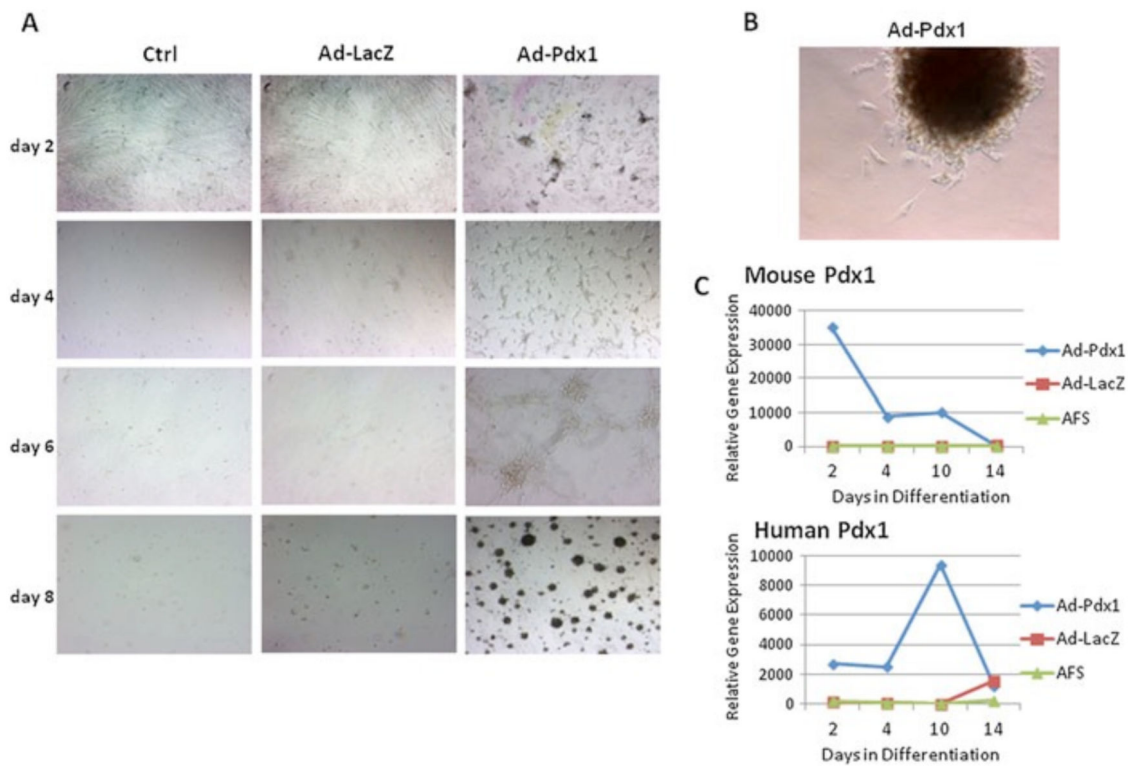 A
Ctrl
Ad-LacZ
Ad-Pdx1
day 2
day 4
day 6
day 8
B
Ad-Pdx1
C
Mouse Pdx1
Relative Gene Expression
40000
30000
20000
10000
0
2
4
10
14
Days in Differentiation
Ad-Pdx1
Ad-LacZ
AFS
Human Pdx1
Relative Gene Expression
10000
8000
6000
4000
2000
0
2
4
10
14
Days in Differentiation
Ad-Pdx1
Ad-LacZ
AFS